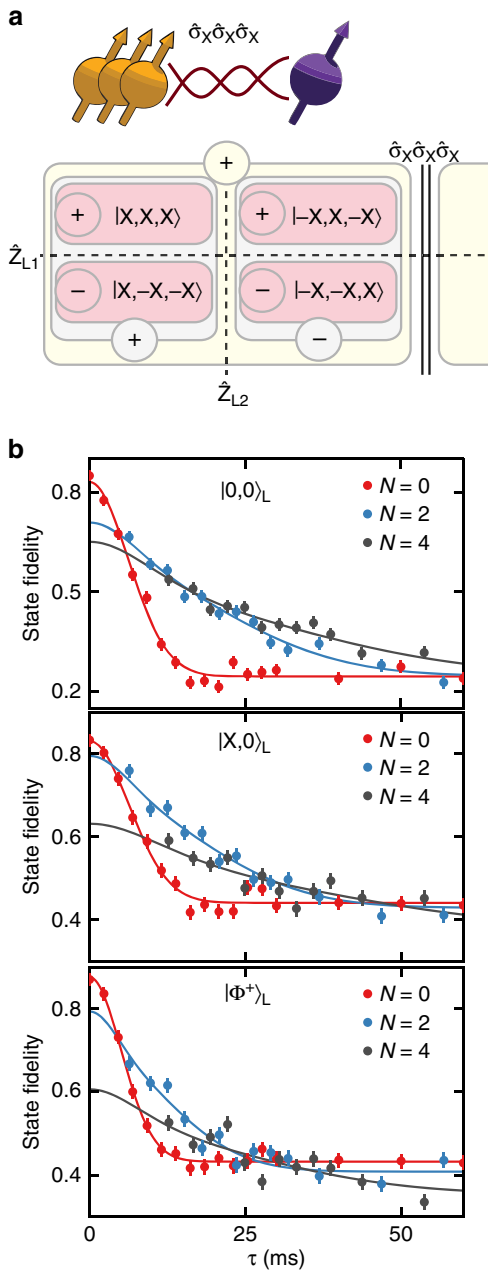 a
σ̂Xσ̂Xσ̂X
σ̂Xσ̂Xσ̂X
+
+ |X,X,X⟩ + |–X,X,–X⟩
ẐL1
– |X,–X,–X⟩ – |–X,–X,X⟩
+ –
ẐL2
b
|0,0⟩L
N = 0
N = 2
N = 4
0.8
0.5
0.2
State fidelity
|X,0⟩L
N = 0
N = 2
N = 4
0.8
0.6
0.4
State fidelity
|Φ+⟩L
N = 0
N = 2
N = 4
0.8
0.6
0.4
State fidelity
0 25 50
τ (ms)